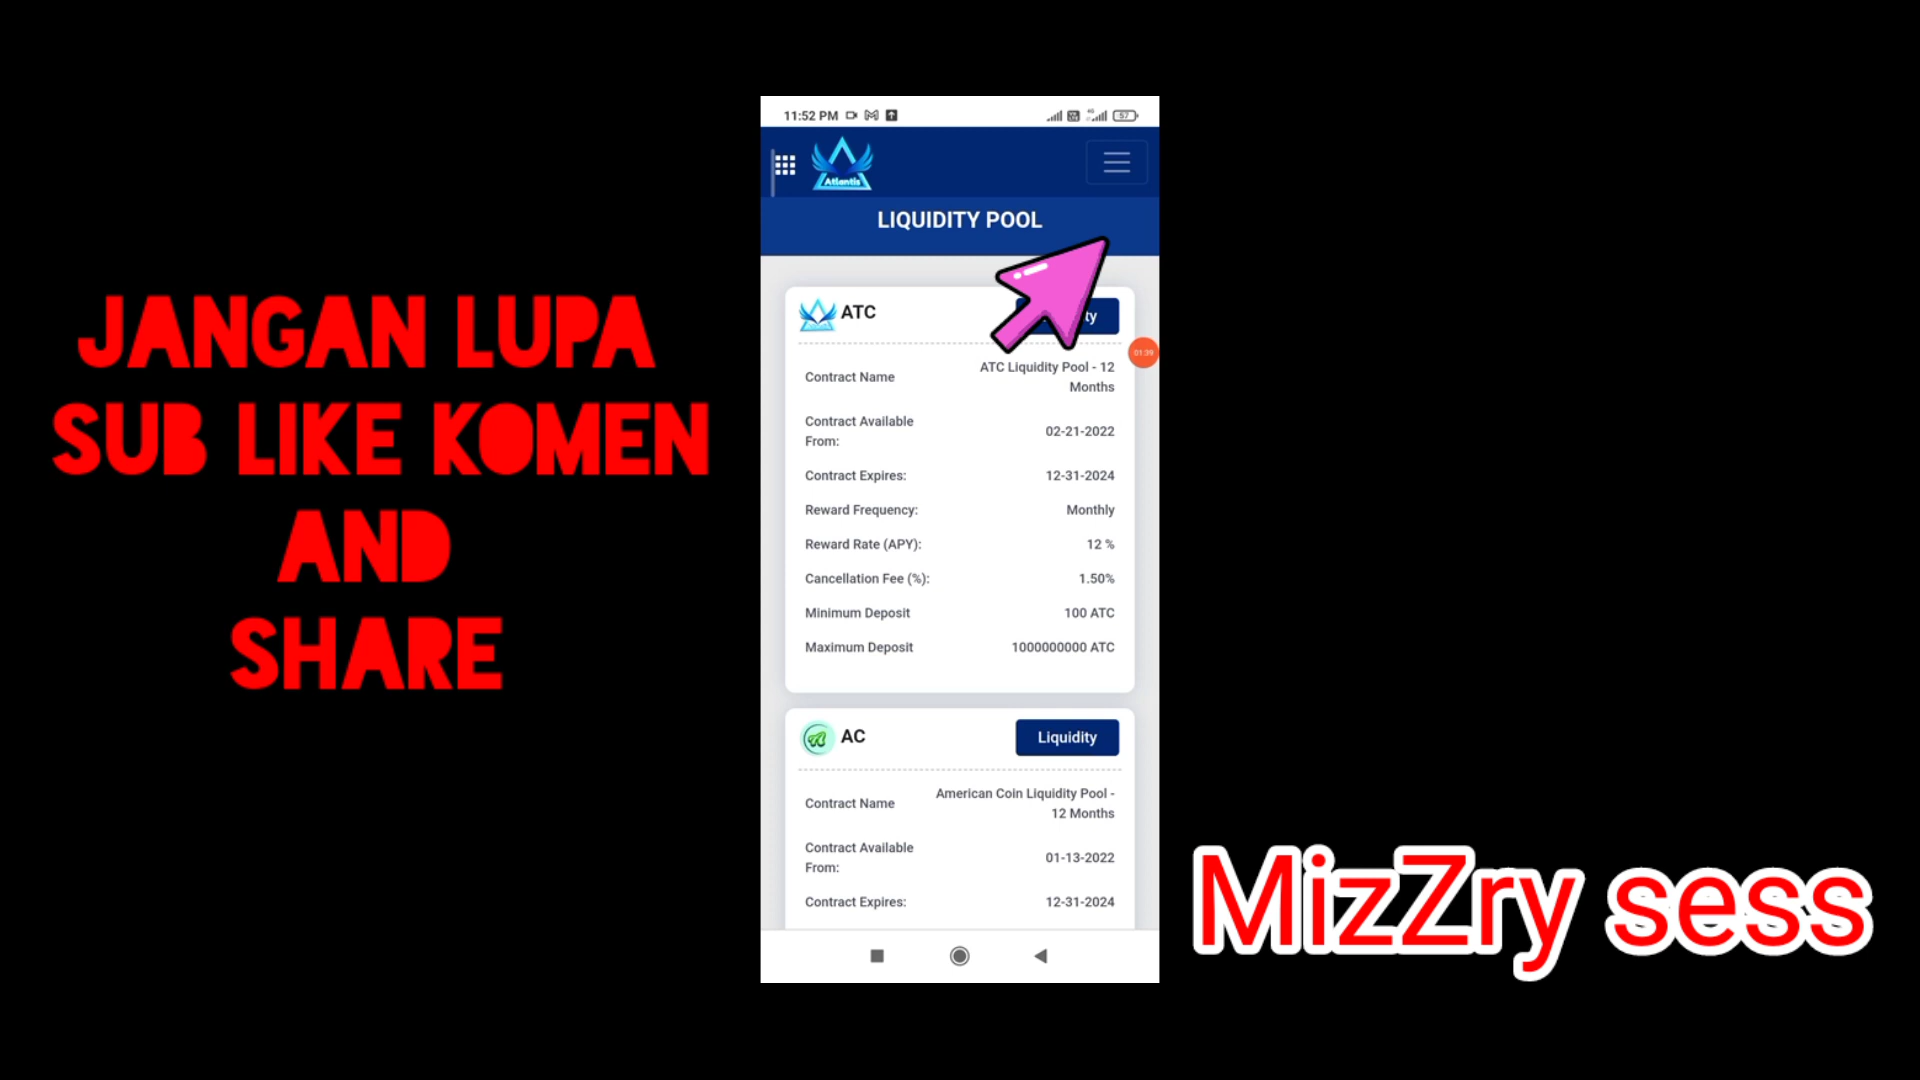 JANGAN LUPA
SUB LIKE KOMEN
AND
SHARE
11:52 PM
57
Atlantis
LIQUIDITY POOL
ATC
Contract Name
ATC Liquidity Pool - 12
Months
Contract Available
From:
02-21-2022
Contract Expires:
12-31-2024
Reward Frequency:
Monthly
Reward Rate (APY):
12 %
Cancellation Fee (%):
1.50%
Minimum Deposit
100 ATC
Maximum Deposit
1000000000 ATC
01:39
AC
Liquidity
Contract Name
American Coin Liquidity Pool -
12 Months
Contract Available
From:
01-13-2022
Contract Expires:
12-31-2024
MizZry sess